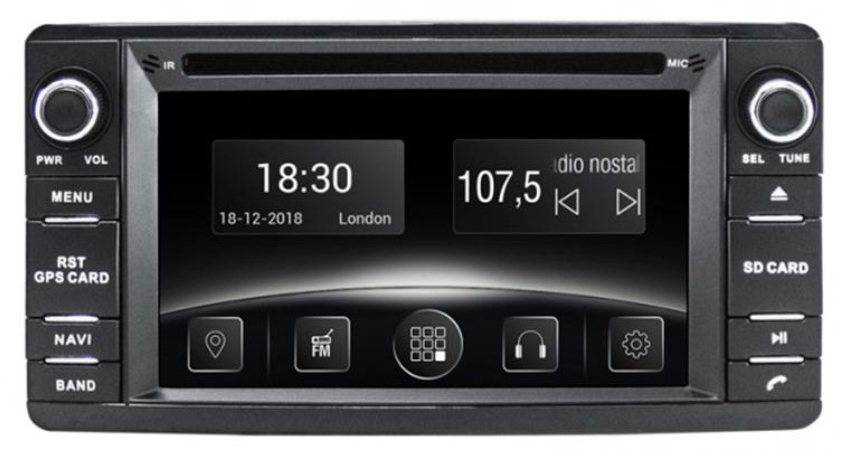 IR
MIC
PWR VOL
SEL TUNE
MENU
RST
GPS CARD
NAVI
BAND
18:30
18-12-2018 London
107,5
dio nostal
FM
SD CARD